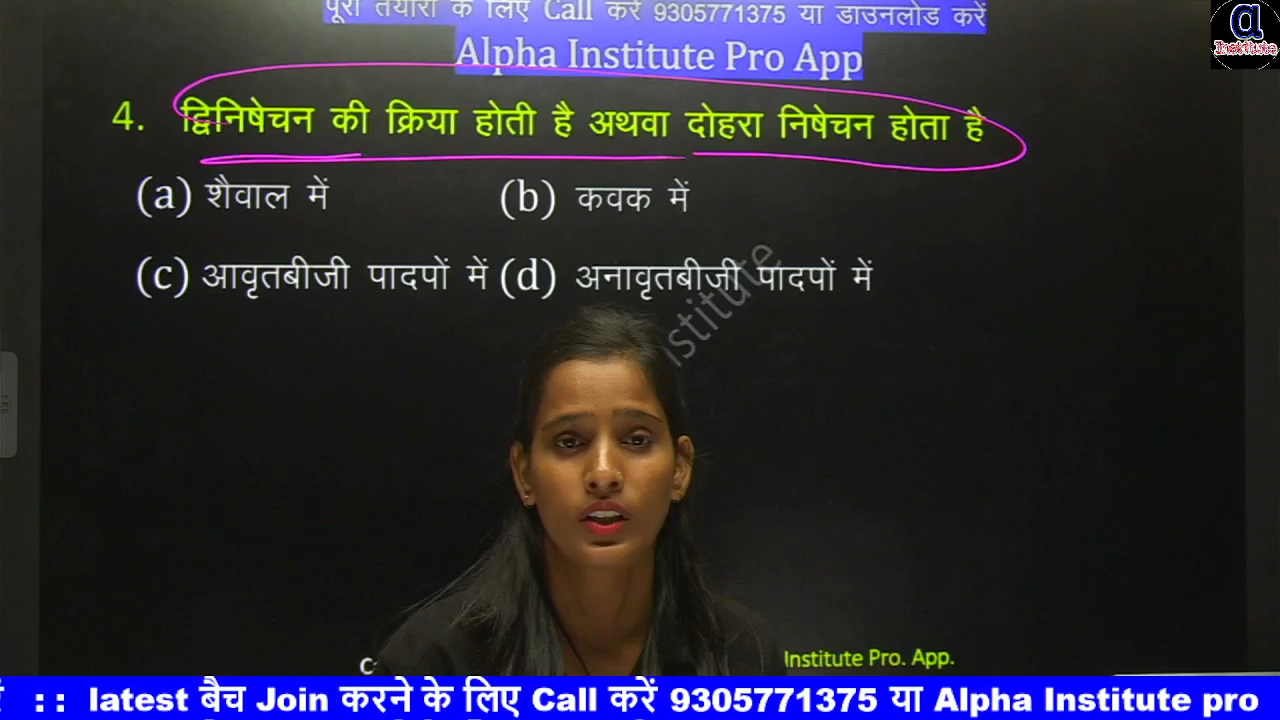 पूरी तैयारी के लिए Call करें 9305771375 या डाउनलोड करें
Alpha Institute Pro App
α
Institute
4. द्विनिषेचन की क्रिया होती है अथवा दोहरा निषेचन होता है
(a) शैवाल में (b) कवक में
(c) आवृतबीजी पादपों में (d) अनावृतबीजी पादपों में
Institute Pro. App.
:: latest बैच Join करने के लिए Call करें 9305771375 या Alpha Institute pro